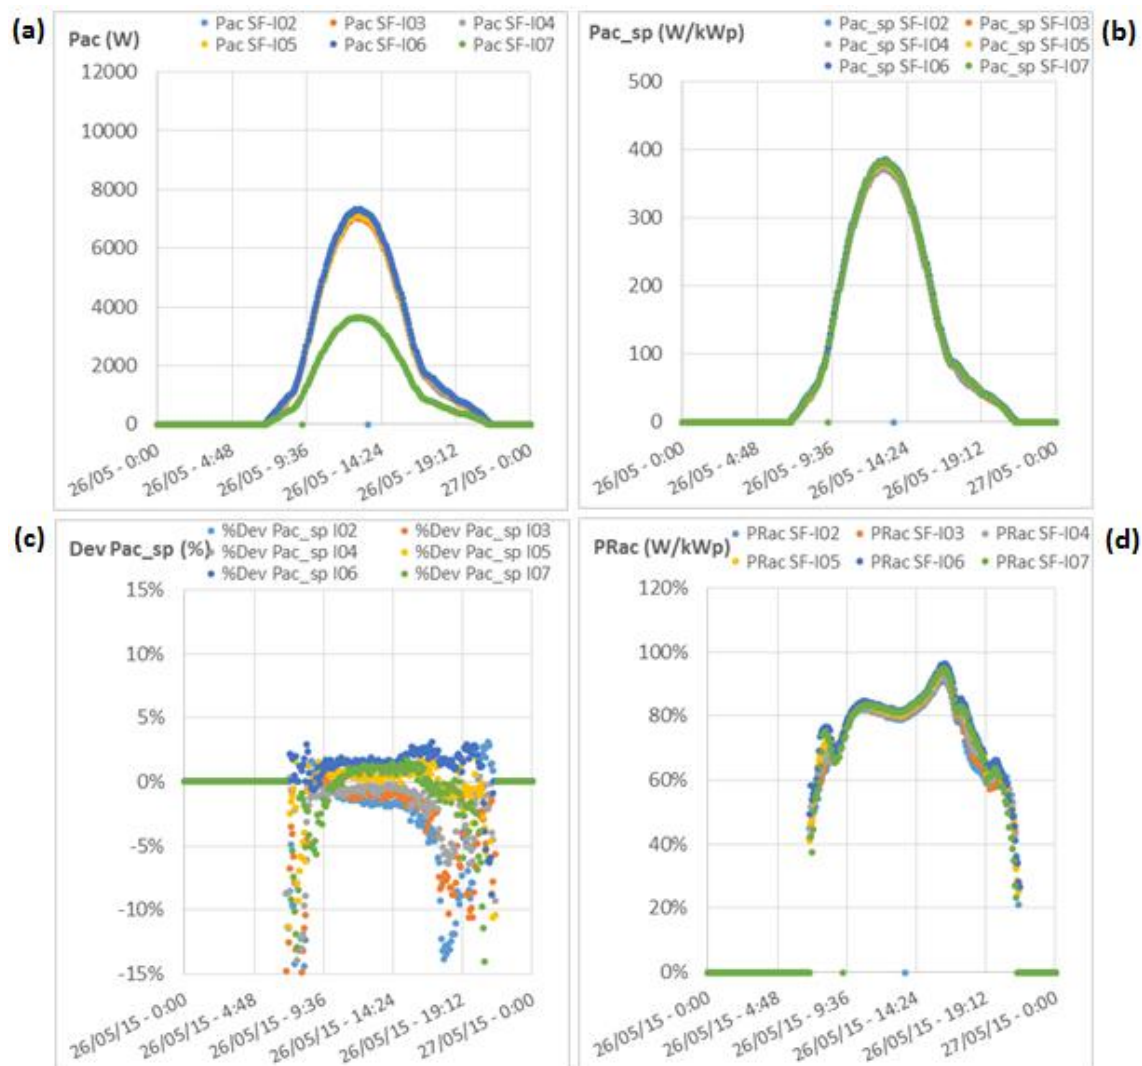 (a)
Pac (W)
Pac SF-I02 Pac SF-I03 Pac SF-I04
Pac SF-I05 Pac SF-I06 Pac SF-I07
12000
10000
8000
6000
4000
2000
0
26/05 - 0:00
26/05 - 4:48
26/05 - 9:36
26/05 - 14:24
26/05 - 19:12
27/05 - 0:00
(b)
Pac_sp (W/kWp)
Pac_sp SF-I02 Pac_sp SF-I03
Pac_sp SF-I04 Pac_sp SF-I05
Pac_sp SF-I06 Pac_sp SF-I07
500
400
300
200
100
0
26/05 - 0:00
26/05 - 4:48
26/05 - 9:36
26/05 - 14:24
26/05 - 19:12
27/05 - 0:00
(c)
Dev Pac_sp (%)
%Dev Pac_sp I02 %Dev Pac_sp I03
%Dev Pac_sp I04 %Dev Pac_sp I05
%Dev Pac_sp I06 %Dev Pac_sp I07
15%
10%
5%
0%
-5%
-10%
-15%
26/05/15 - 0:00
26/05/15 - 4:48
26/05/15 - 9:36
26/05/15 - 14:24
26/05/15 - 19:12
27/05/15 - 0:00
(d)
PRac (W/kWp)
PRac SF-I02 PRac SF-I03 PRac SF-I04
PRac SF-I05 PRac SF-I06 PRac SF-I07
120%
100%
80%
60%
40%
20%
0%
26/05/15 - 0:00
26/05/15 - 4:48
26/05/15 - 9:36
26/05/15 - 14:24
26/05/15 - 19:12
27/05/15 - 0:00